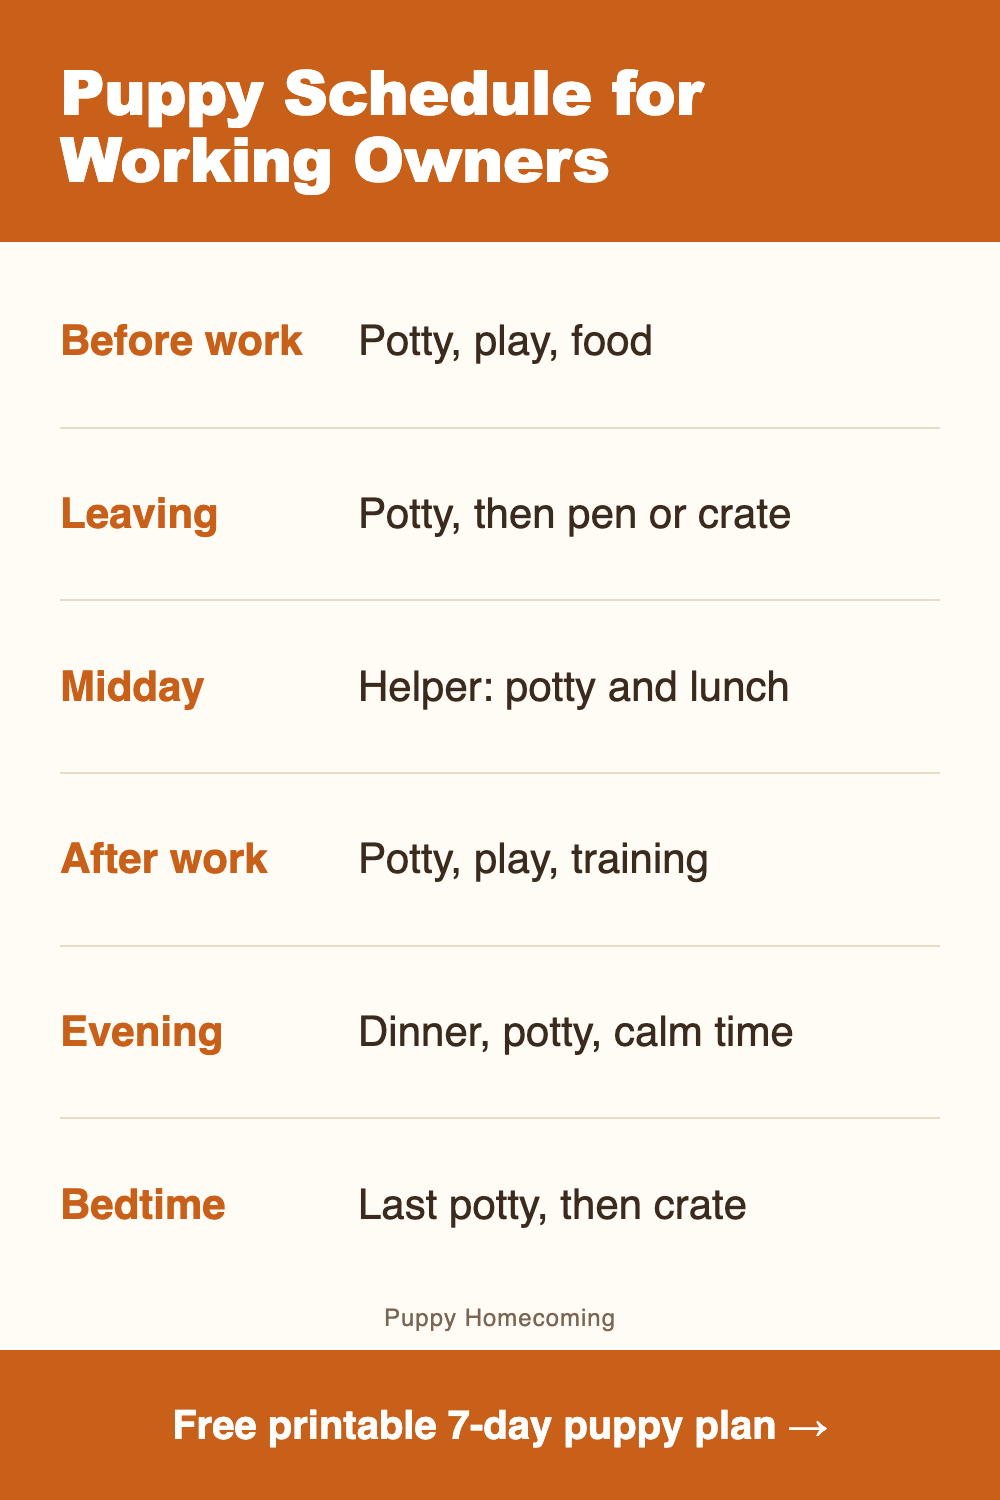 Puppy Schedule for
Working Owners
Before work Potty, play, food
Leaving Potty, then pen or crate
Midday Helper: potty and lunch
After work Potty, play, training
Evening Dinner, potty, calm time
Bedtime Last potty, then crate
Puppy Homecoming
Free printable 7-day puppy plan →